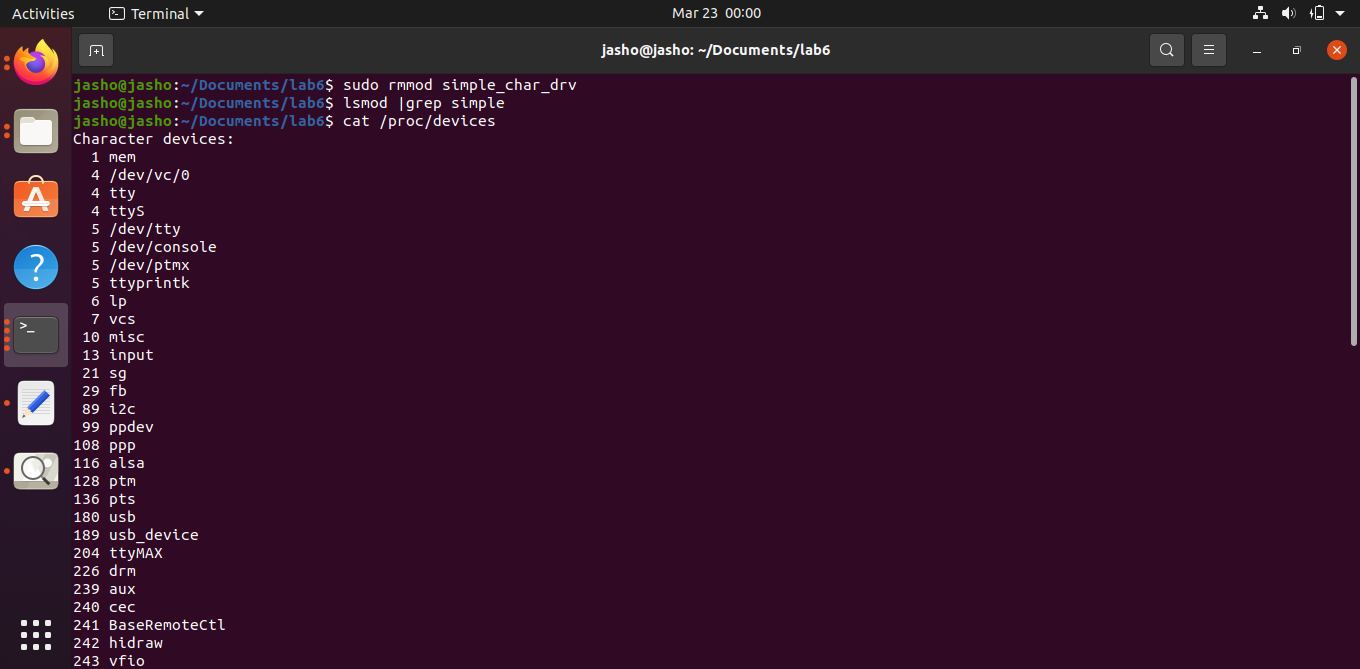 Activities Terminal Mar 23 00:00
jasho@jasho: ~/Documents/lab6
jasho@jasho:~/Documents/lab6$ sudo rmmod simple_char_drv
jasho@jasho:~/Documents/lab6$ lsmod |grep simple
jasho@jasho:~/Documents/lab6$ cat /proc/devices
Character devices:
1 mem
4 /dev/vc/0
4 tty
4 ttyS
5 /dev/tty
5 /dev/console
5 /dev/ptmx
5 ttyprintk
6 lp
7 vcs
10 misc
13 input
21 sg
29 fb
89 i2c
99 ppdev
108 ppp
116 alsa
128 ptm
136 pts
180 usb
189 usb_device
204 ttyMAX
226 drm
239 aux
240 cec
241 BaseRemoteCtl
242 hidraw
243 vfio